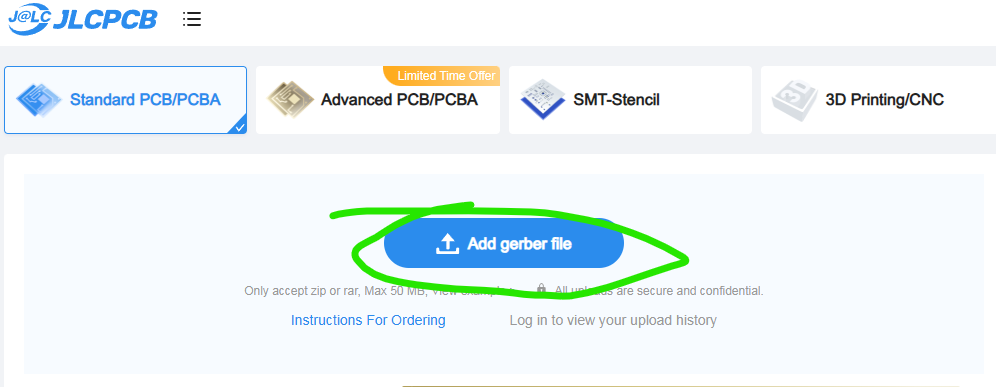 J@LC JLCPCB
Limited Time Offer
Standard PCB/PCBA Advanced PCB/PCBA SMT-Stencil 3D Printing/CNC
3D
Add gerber file
Only accept zip or rar, Max 50 MB, View example All uploads are secure and confidential.
Instructions For Ordering Log in to view your upload history